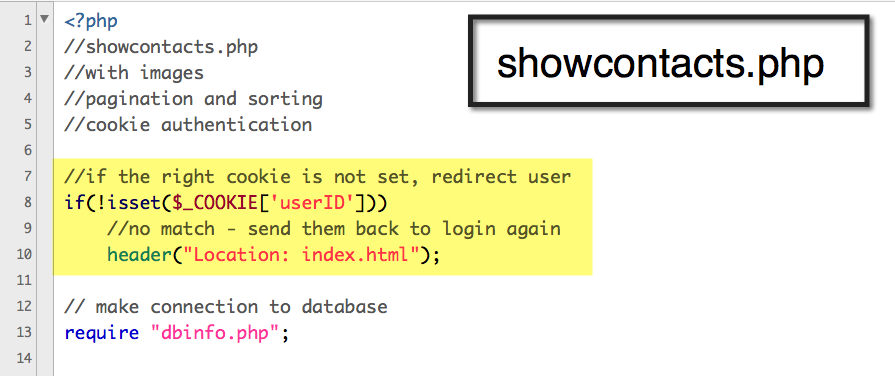 showcontacts.php
1 <?php
2 //showcontacts.php
3 //with images
4 //pagination and sorting
5 //cookie authentication
6
7 //if the right cookie is not set, redirect user
8 if(!isset($_COOKIE['userID']))
9     //no match - send them back to login again
10     header("Location: index.html");
11
12 // make connection to database
13 require "dbinfo.php";
14